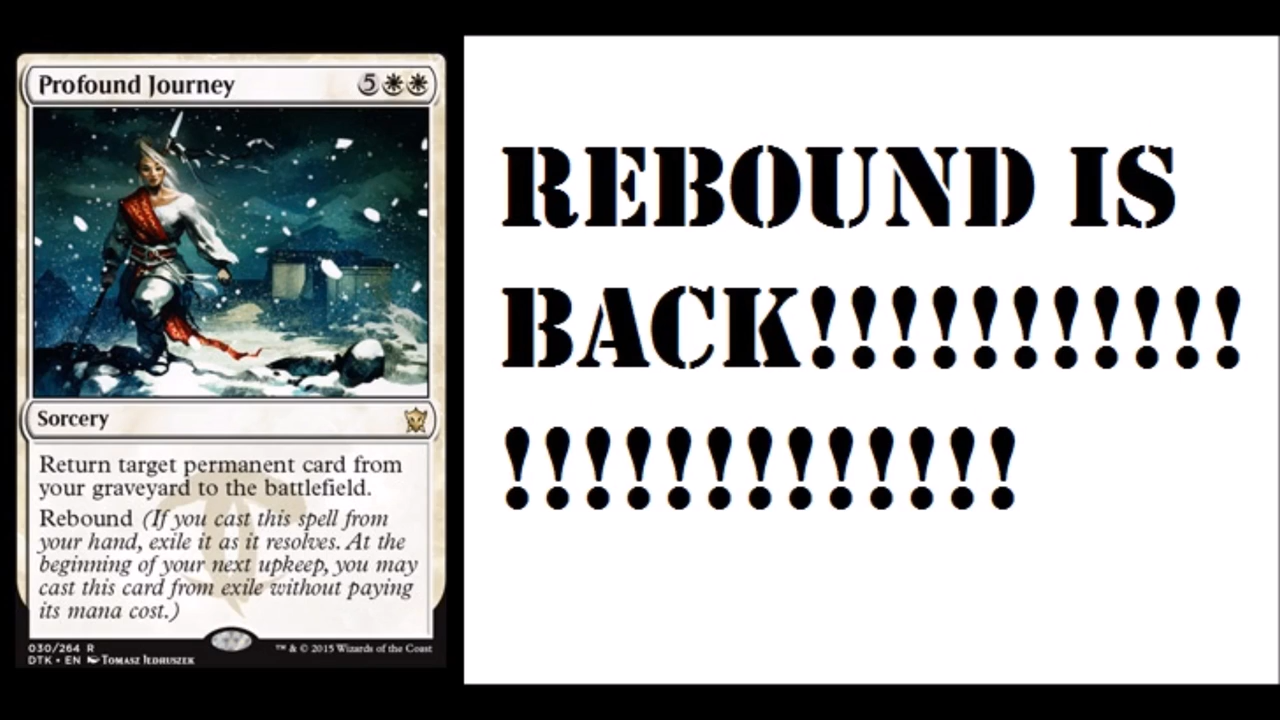 Profound Journey 5
Sorcery
Return target permanent card from
your graveyard to the battlefield.
Rebound (If you cast this spell from
your hand, exile it as it resolves. At the
beginning of your next upkeep, you may
cast this card from exile without paying
its mana cost.)
030/264 R
DTK • EN Tomasz Jedruszek
™ & © 2015 Wizards of the Coast
REBOUND IS
BACK!!!!!!!!!!!
!!!!!!!!!!!!!